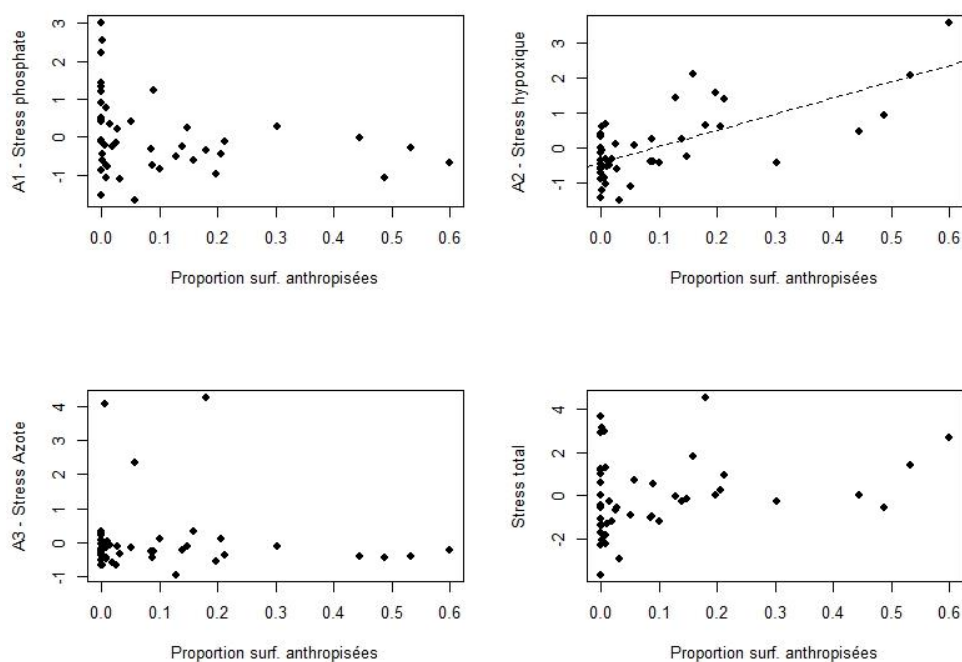 A1 - Stress phosphate
3
2
1
0
-1
0.0 0.1 0.2 0.3 0.4 0.5 0.6
Proportion surf. anthropisées
A2 - Stress hypoxique
3
2
1
0
-1
0.0 0.1 0.2 0.3 0.4 0.5 0.6
Proportion surf. anthropisées
A3 - Stress Azote
4
3
2
1
0
-1
0.0 0.1 0.2 0.3 0.4 0.5 0.6
Proportion surf. anthropisées
Stress total
4
2
0
-2
0.0 0.1 0.2 0.3 0.4 0.5 0.6
Proportion surf. anthropisées